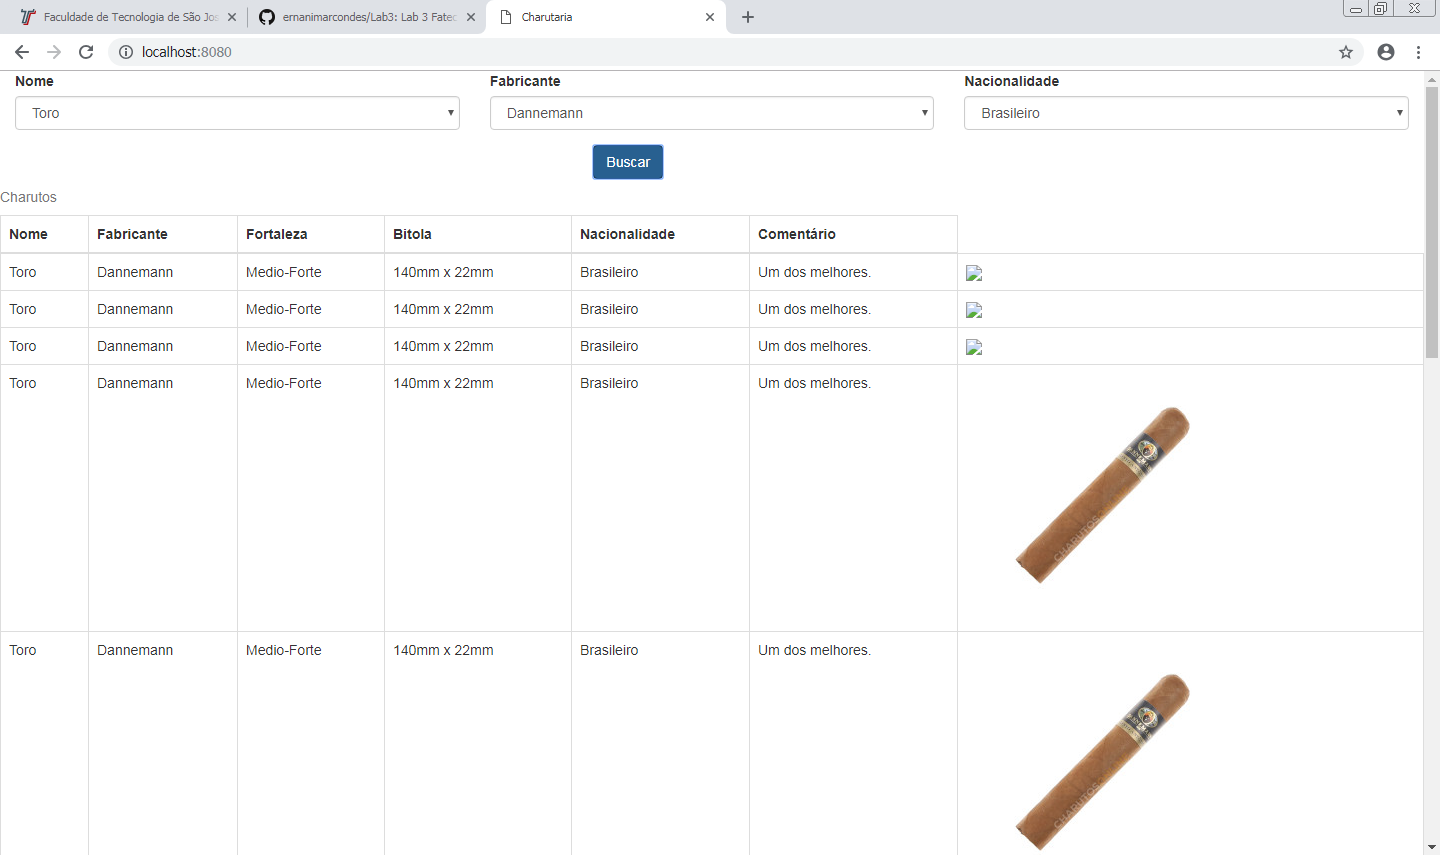 Faculdade de Tecnologia de São Jos
ernanimarcondes/Lab3: Lab 3 Fatec
Charutaria
localhost:8080
Nome Fabricante Nacionalidade
Toro Dannemann Brasileiro
Buscar
Charutos
Nome Fabricante Fortaleza Bitola Nacionalidade Comentário
Toro Dannemann Medio-Forte 140mm x 22mm Brasileiro Um dos melhores.
Toro Dannemann Medio-Forte 140mm x 22mm Brasileiro Um dos melhores.
Toro Dannemann Medio-Forte 140mm x 22mm Brasileiro Um dos melhores.
Toro Dannemann Medio-Forte 140mm x 22mm Brasileiro Um dos melhores.
CHARUTOS
Toro Dannemann Medio-Forte 140mm x 22mm Brasileiro Um dos melhores.
CHARUTOS